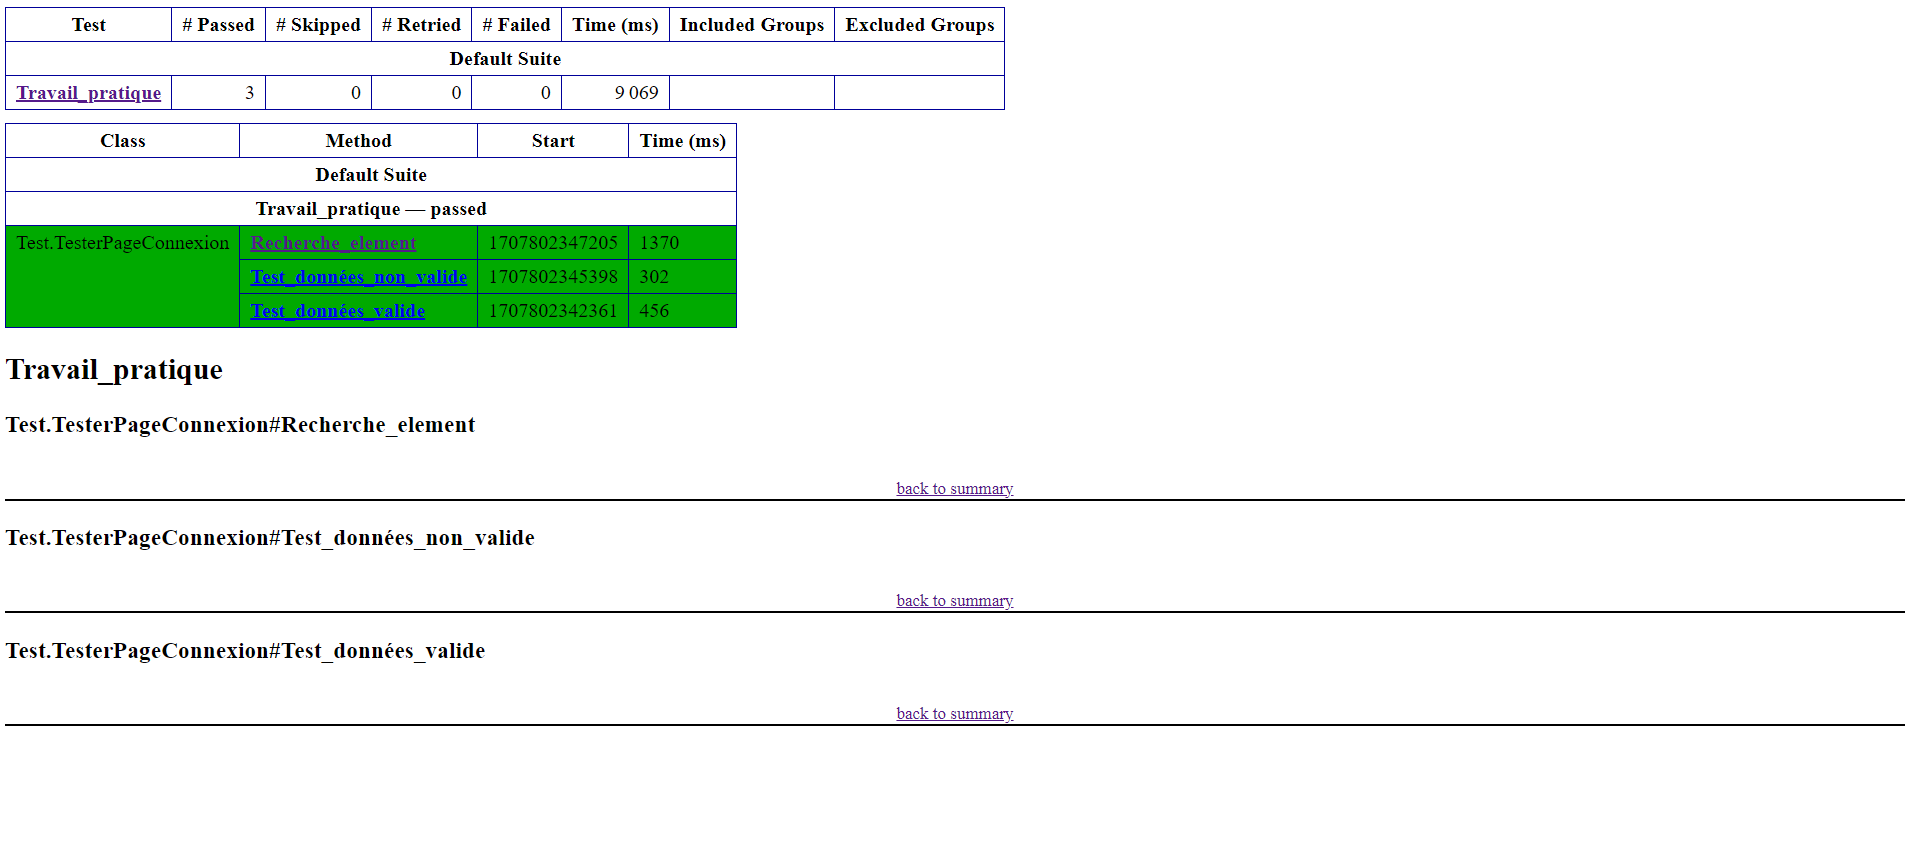 Test # Passed # Skipped # Retried # Failed Time (ms) Included Groups Excluded Groups
Default Suite
Travail_pratique 3 0 0 0 9 069
Class Method Start Time (ms)
Default Suite
Travail_pratique — passed
Test.TesterPageConnexion Recherche_element 1707802347205 1370
Test_données_non_valide 1707802345398 302
Test_données_valide 1707802342361 456
Travail_pratique
Test.TesterPageConnexion#Recherche_element
back to summary
Test.TesterPageConnexion#Test_données_non_valide
back to summary
Test.TesterPageConnexion#Test_données_valide
back to summary